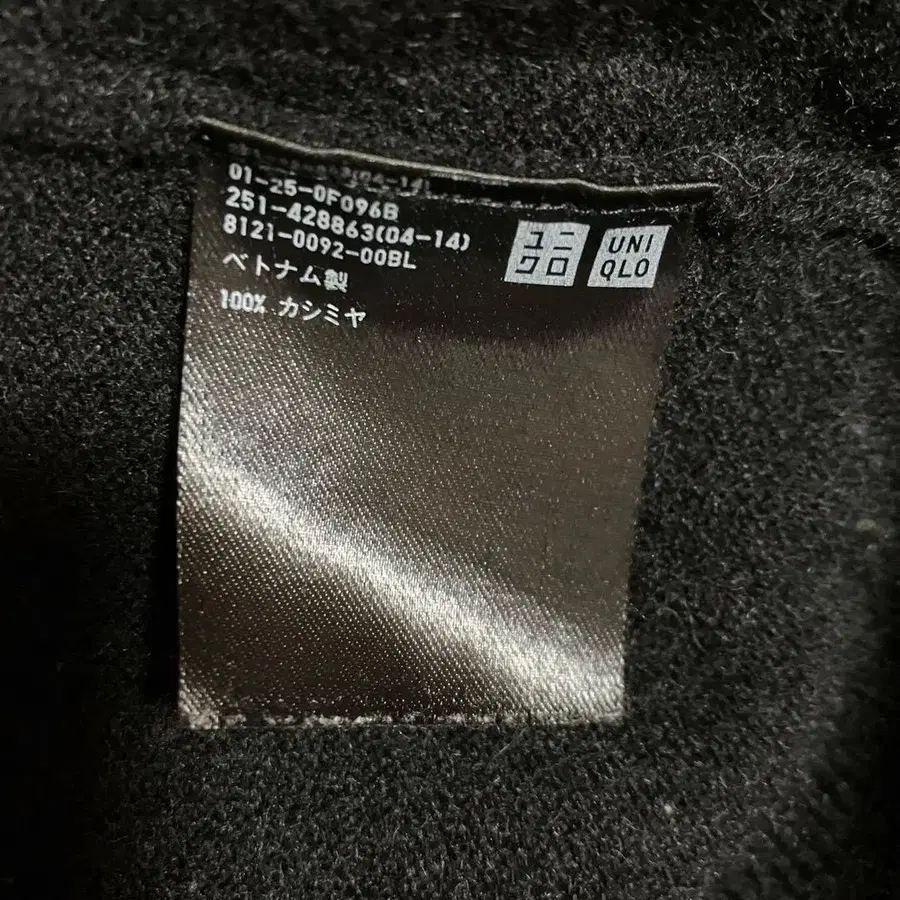 01-25-0F096B
251-428863(04-14)
8121-0092-00BL
ベトナム製
100% カシミヤ
ユニ
クロ
UNI
QLO